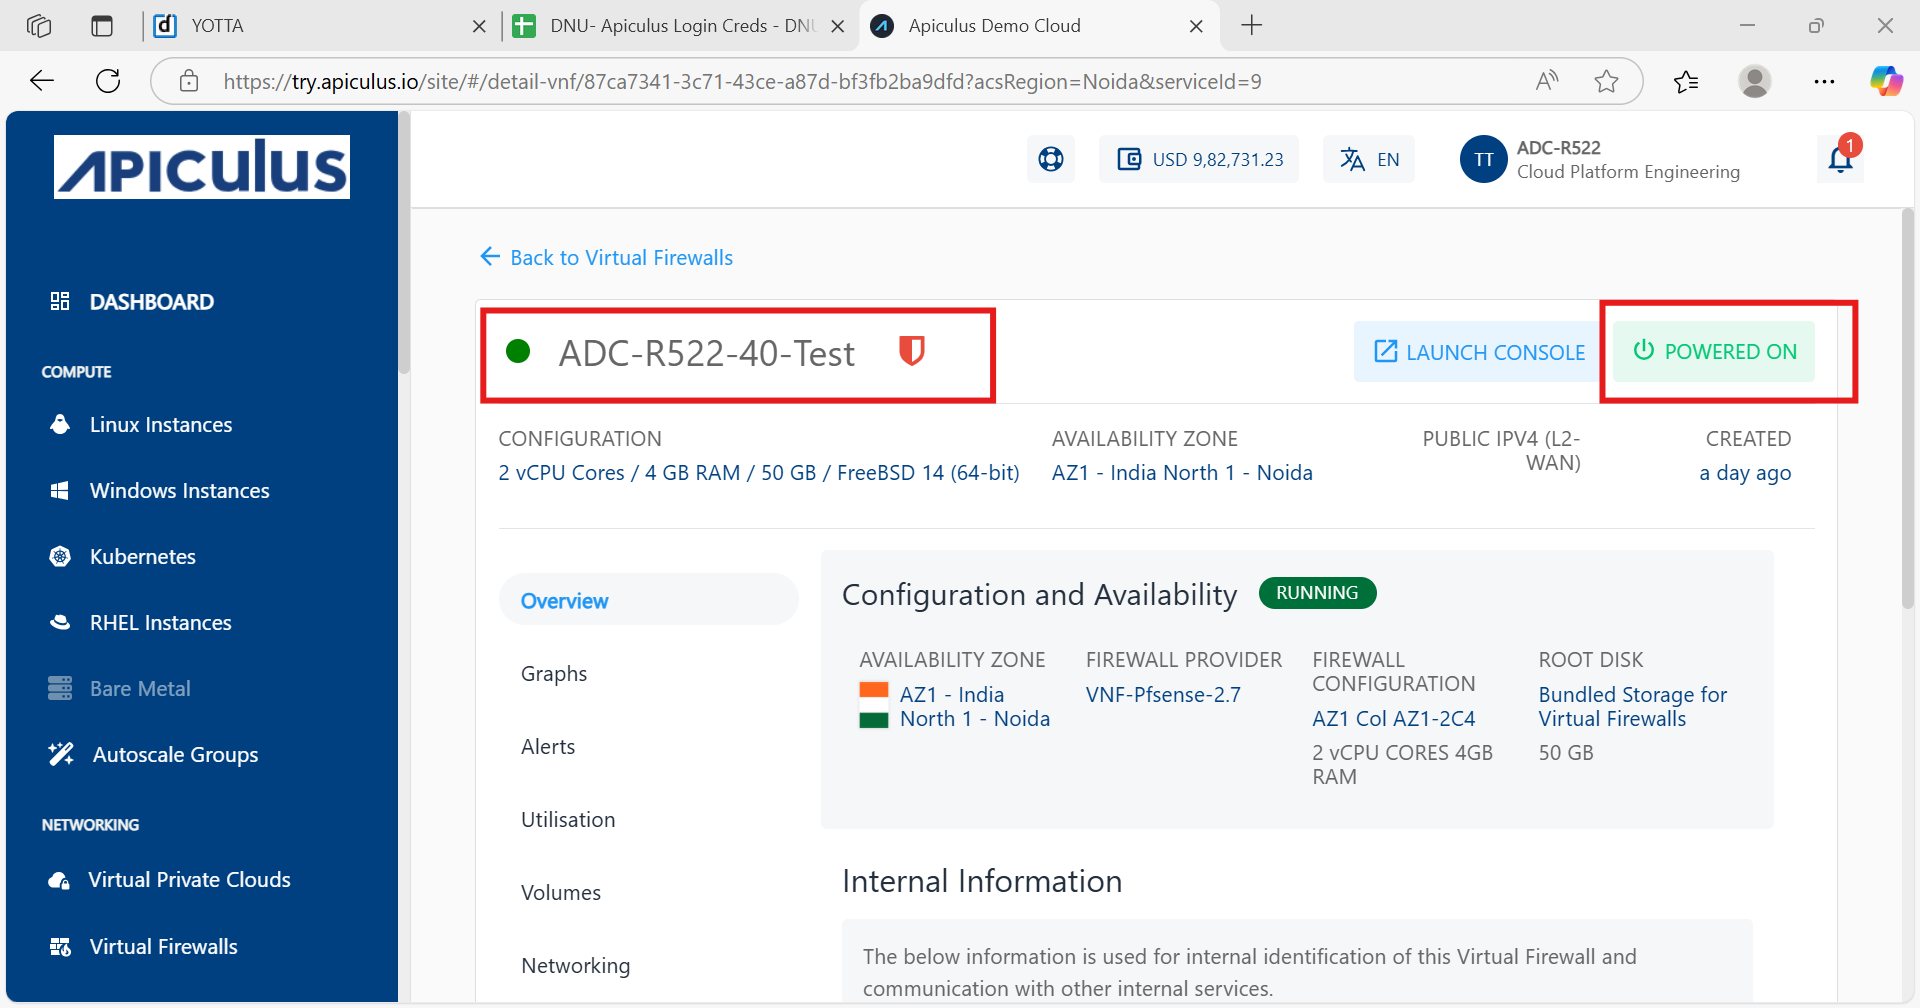 YOTTA
DNU- Apiculus Login Creds - DNU
Apiculus Demo Cloud
https://try.apiculus.io/site/#/detail-vnf/87ca7341-3c71-43ce-a87d-bf3fb2ba9dfd?acsRegion=Noida&serviceId=9
APICULUS
USD 9,82,731.23
EN
TT
ADC-R522
Cloud Platform Engineering
1
DASHBOARD
COMPUTE
Linux Instances
Windows Instances
Kubernetes
RHEL Instances
Bare Metal
Autoscale Groups
NETWORKING
Virtual Private Clouds
Virtual Firewalls
Back to Virtual Firewalls
ADC-R522-40-Test
LAUNCH CONSOLE
POWERED ON
CONFIGURATION
2 vCPU Cores / 4 GB RAM / 50 GB / FreeBSD 14 (64-bit)
AVAILABILITY ZONE
AZ1 - India North 1 - Noida
PUBLIC IPV4 (L2-
WAN)
CREATED
a day ago
Overview
Graphs
Alerts
Utilisation
Volumes
Networking
Configuration and Availability
RUNNING
AVAILABILITY ZONE
AZ1 - India
North 1 - Noida
FIREWALL PROVIDER
VNF-Pfsense-2.7
FIREWALL
CONFIGURATION
AZ1 Col AZ1-2C4
2 vCPU CORES 4GB
RAM
ROOT DISK
Bundled Storage for
Virtual Firewalls
50 GB
Internal Information
The below information is used for internal identification of this Virtual Firewall and
communication with other internal services.